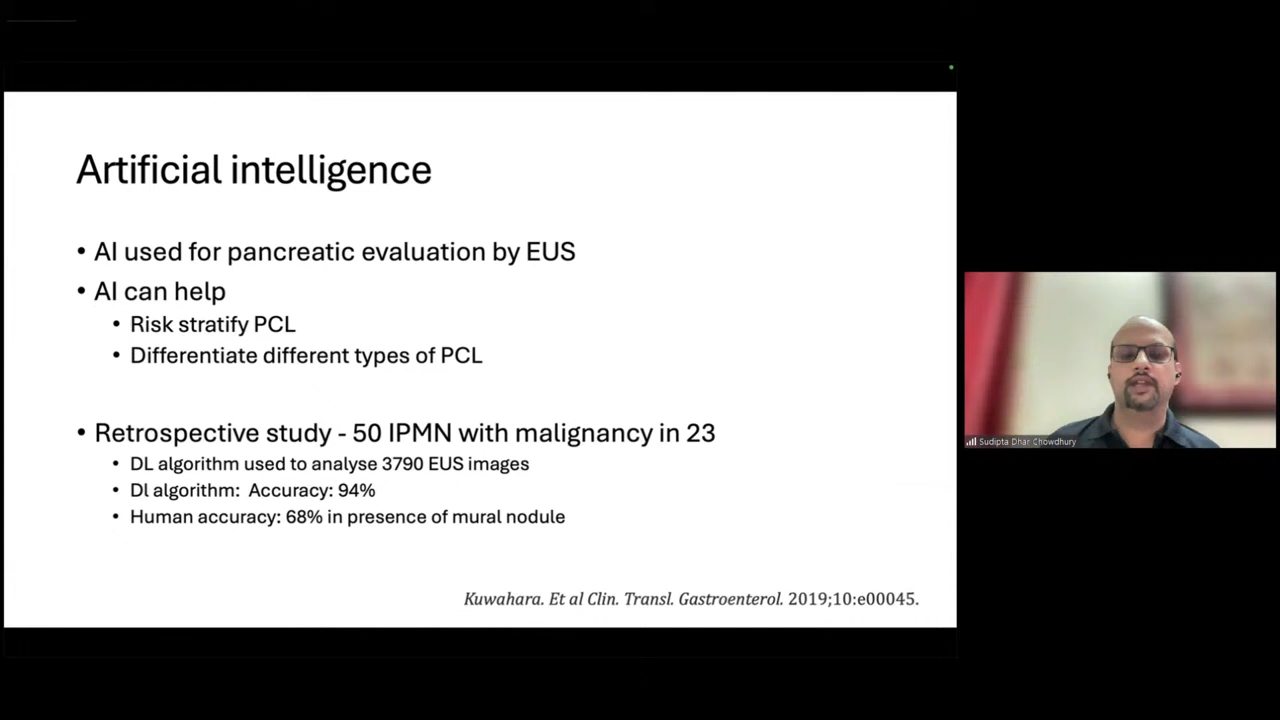 Artificial intelligence
• AI used for pancreatic evaluation by EUS
• AI can help
• Risk stratify PCL
• Differentiate different types of PCL
• Retrospective study - 50 IPMN with malignancy in 23
• DL algorithm used to analyse 3790 EUS images
• Dl algorithm: Accuracy: 94%
• Human accuracy: 68% in presence of mural nodule
Kuwahara. Et al Clin. Transl. Gastroenterol. 2019;10:e00045.
Sudipta Dhar Chowdhury